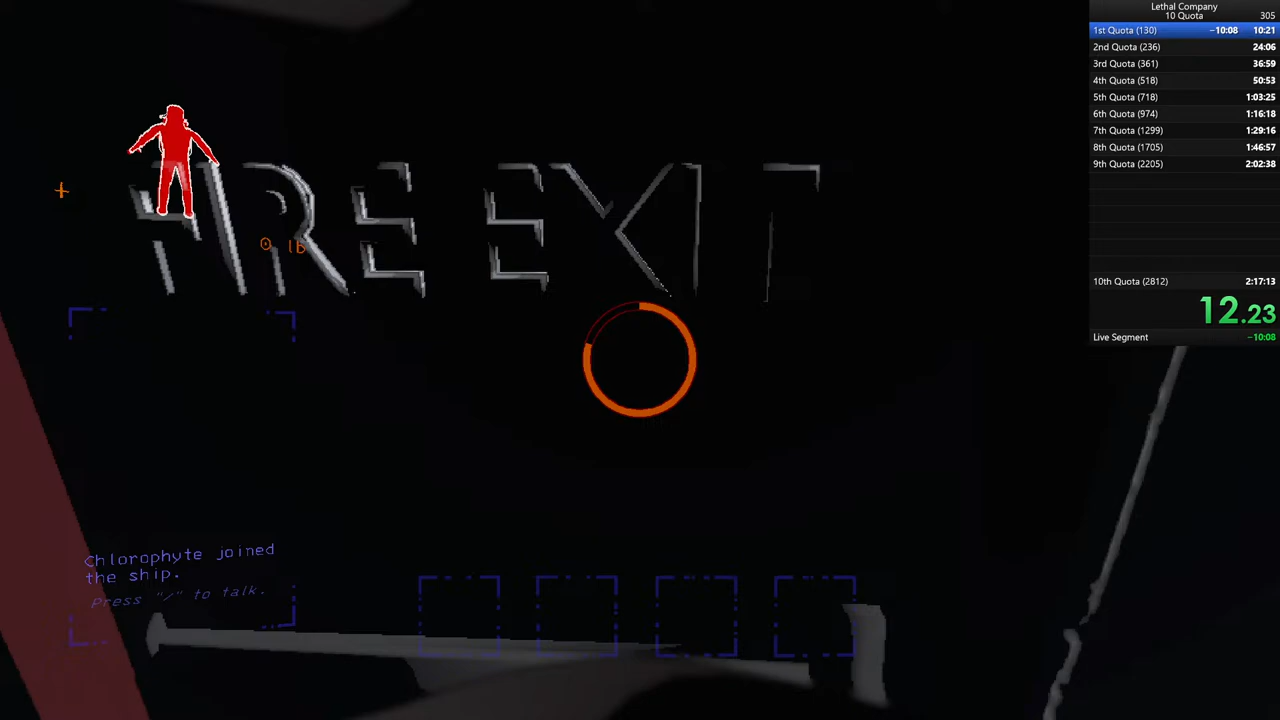 Lethal Company
10 Quota 305
1st Quota (130) −10:08 10:21
2nd Quota (236) 24:06
3rd Quota (361) 36:59
4th Quota (518) 50:53
5th Quota (718) 1:03:25
6th Quota (974) 1:16:18
7th Quota (1299) 1:29:16
8th Quota (1705) 1:46:57
9th Quota (2205) 2:02:38
10th Quota (2812) 2:17:13
12.23
Live Segment −10:08
FIRE EXIT
0 lb
Chlorophyte joined
the ship.
Press "/" to talk.